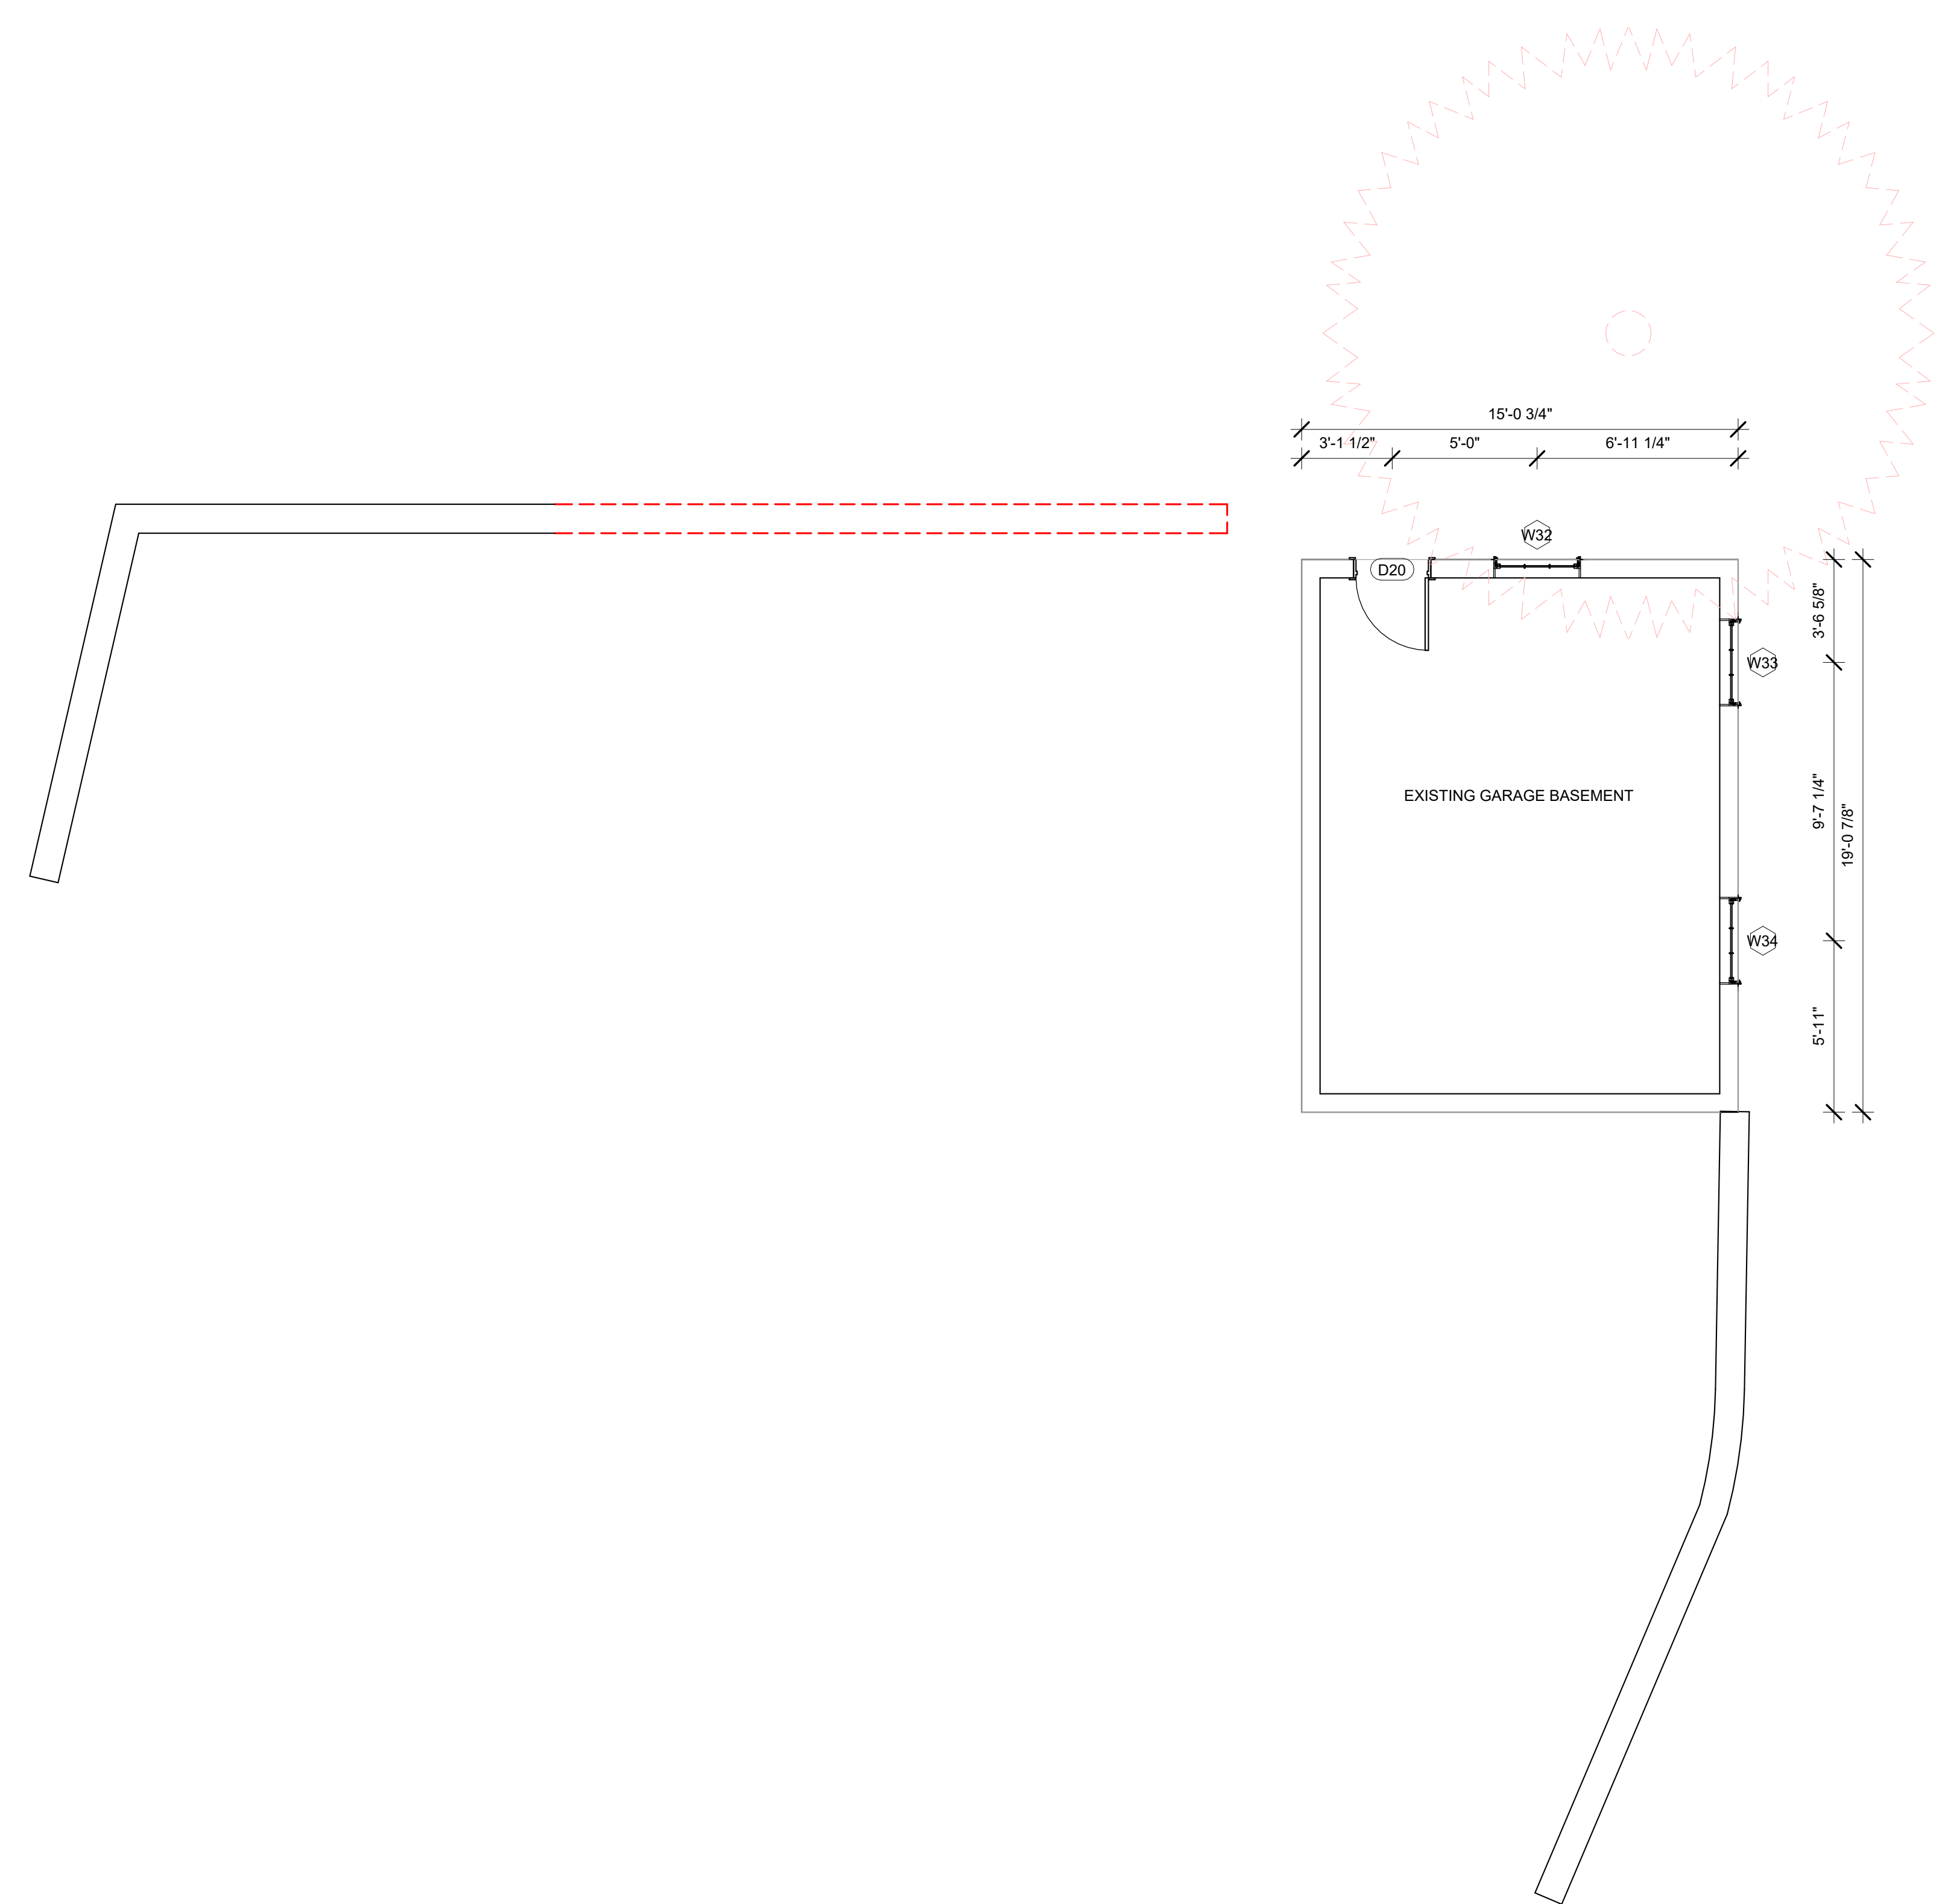 15'-0 3/4"
3'-1 1/2"
5'-0"
6'-11 1/4"
W32
D20
3'-6 5/8"
W33
EXISTING GARAGE BASEMENT
9'-7 1/4"
19'-0 7/8"
W34
5'-11"